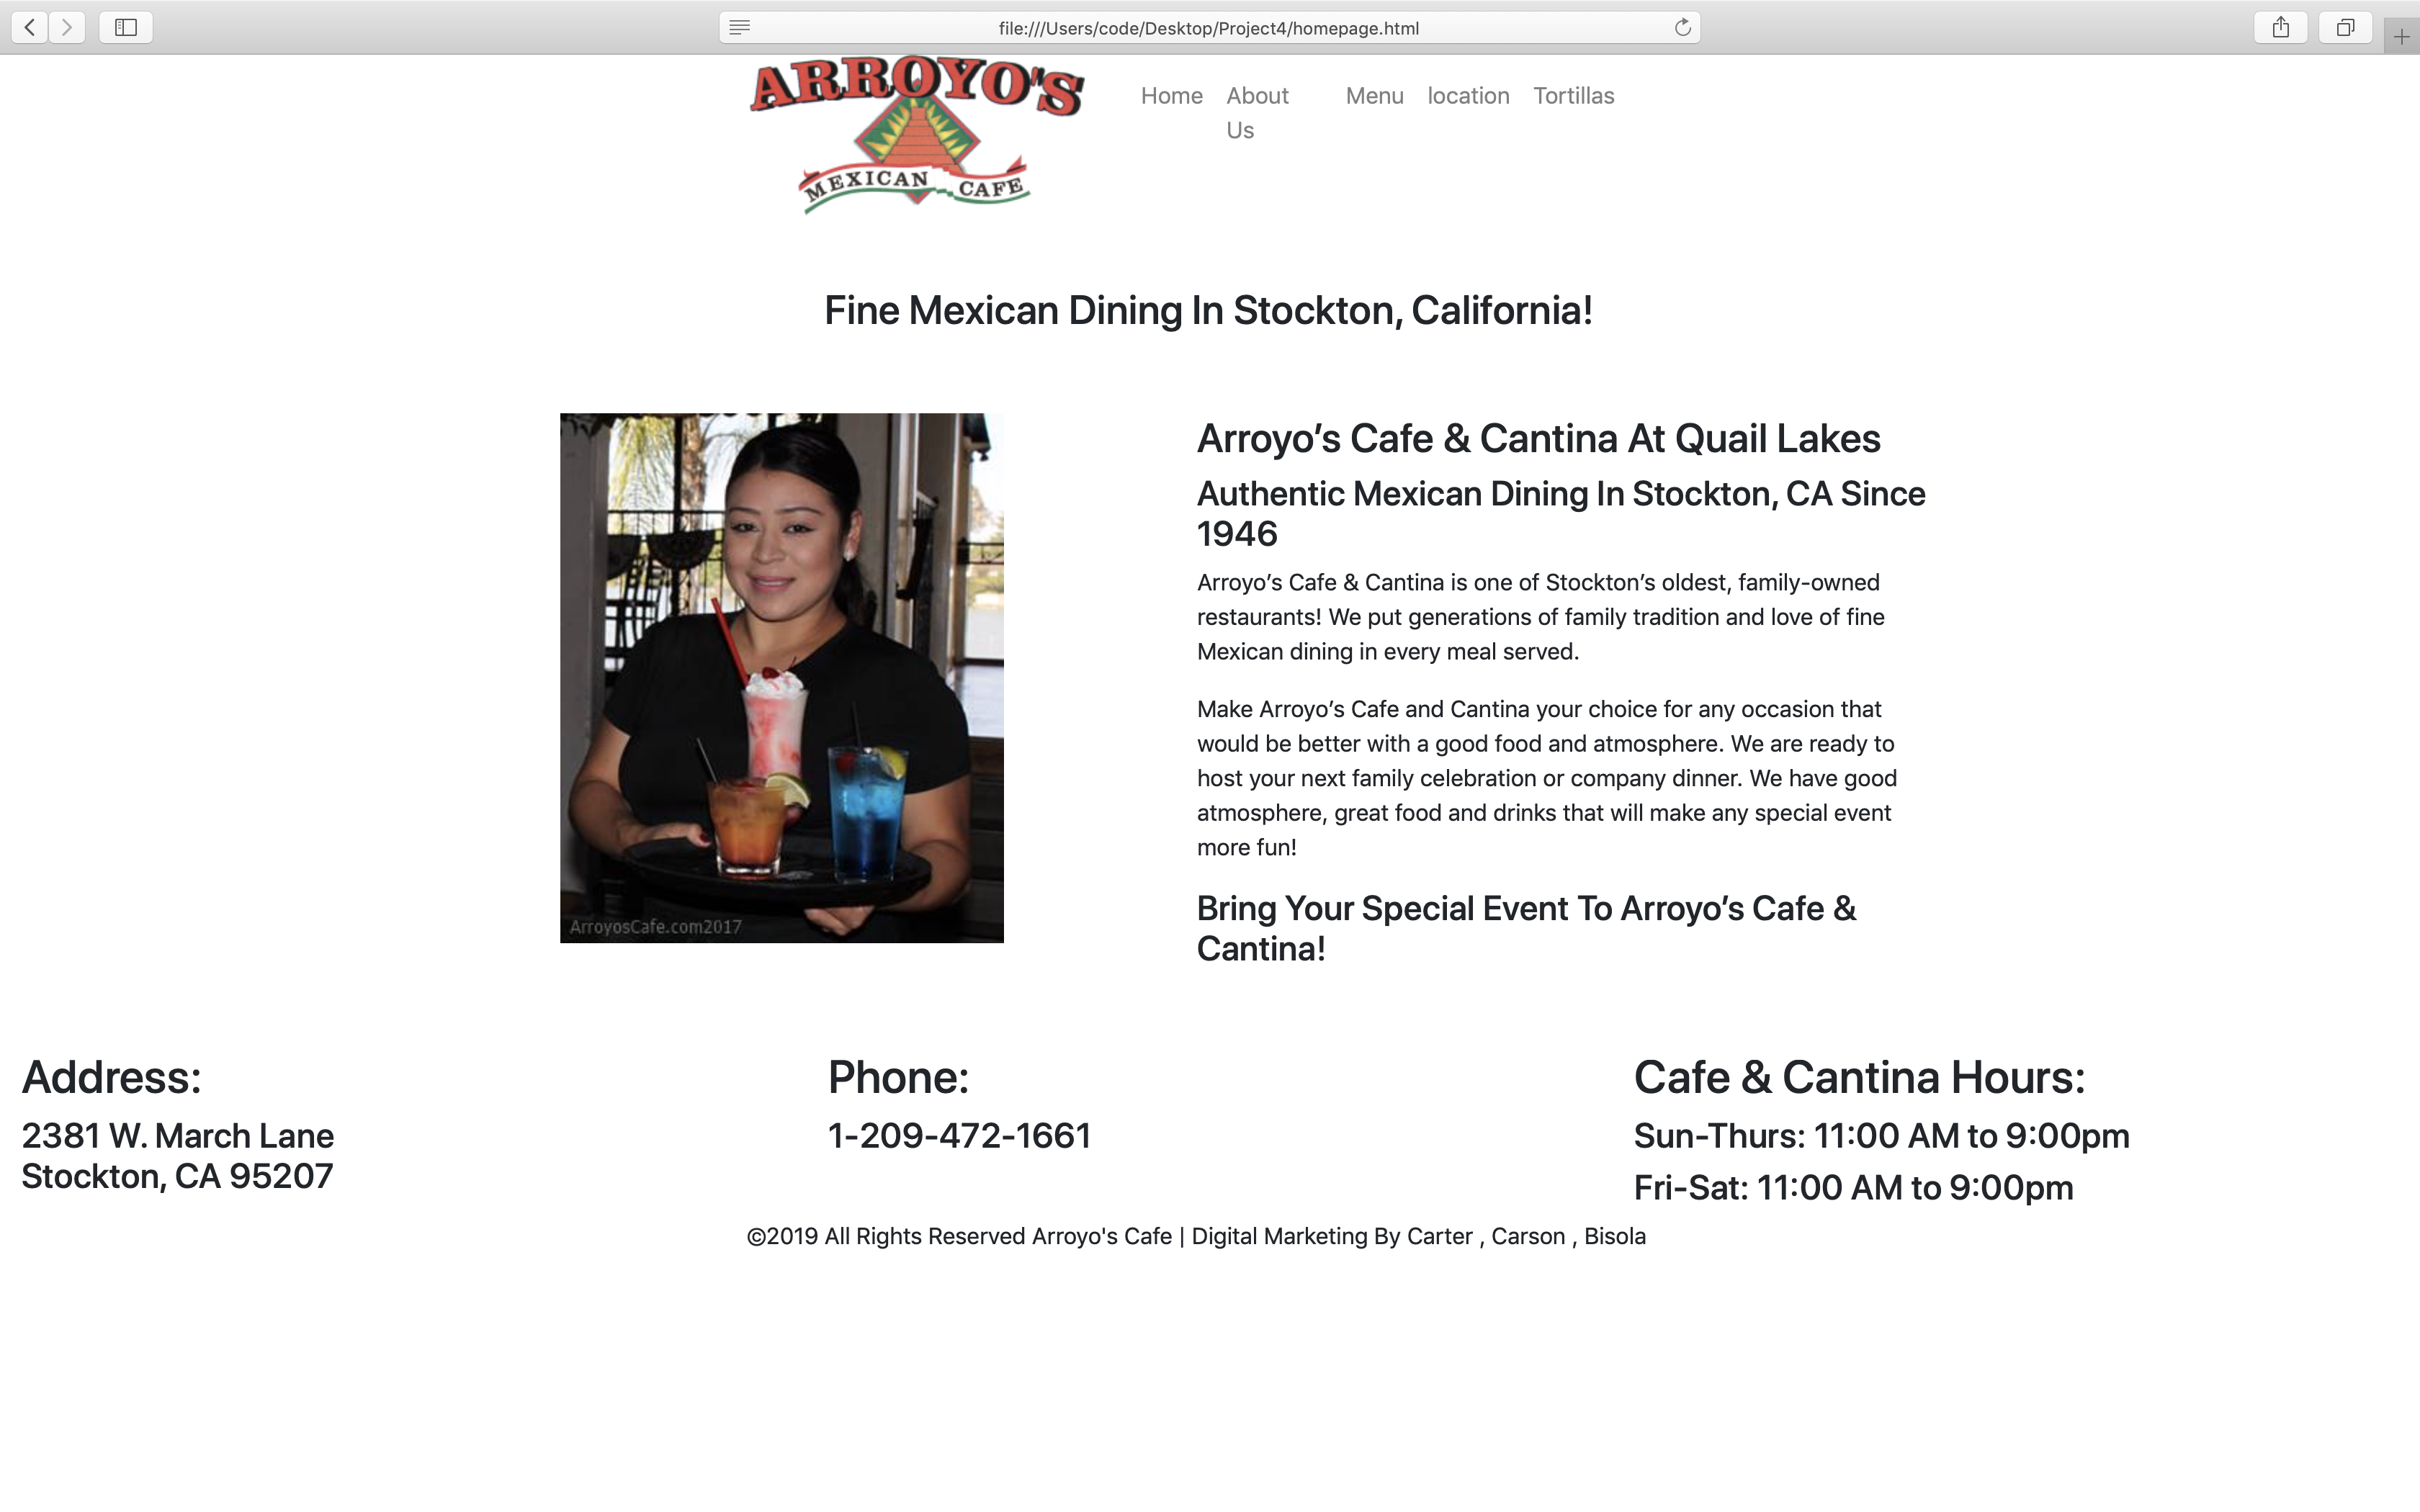 file:///Users/code/Desktop/Project4/homepage.html
ARROYO'S
MEXICAN CAFE
Home About Us Menu location Tortillas
Fine Mexican Dining In Stockton, California!
ArroyosCafe.com2017
Arroyo’s Cafe & Cantina At Quail Lakes
Authentic Mexican Dining In Stockton, CA Since
1946
Arroyo’s Cafe & Cantina is one of Stockton’s oldest, family-owned
restaurants! We put generations of family tradition and love of fine
Mexican dining in every meal served.
Make Arroyo’s Cafe and Cantina your choice for any occasion that
would be better with a good food and atmosphere. We are ready to
host your next family celebration or company dinner. We have good
atmosphere, great food and drinks that will make any special event
more fun!
Bring Your Special Event To Arroyo’s Cafe &
Cantina!
Address:
2381 W. March Lane
Stockton, CA 95207
Phone:
1-209-472-1661
Cafe & Cantina Hours:
Sun-Thurs: 11:00 AM to 9:00pm
Fri-Sat: 11:00 AM to 9:00pm
©2019 All Rights Reserved Arroyo's Cafe | Digital Marketing By Carter , Carson , Bisola